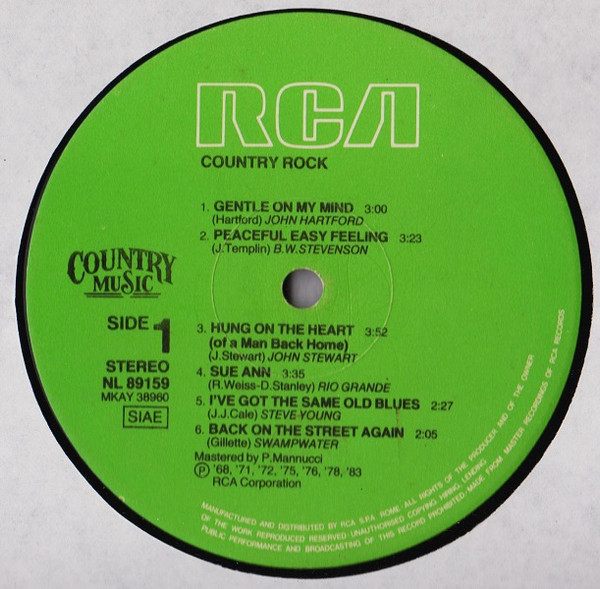 RCA
COUNTRY ROCK
1. GENTLE ON MY MIND 3:00
(Hartford) JOHN HARTFORD
2. PEACEFUL EASY FEELING 3:23
(J.Templin) B.W.STEVENSON
COUNTRY
MUSIC
SIDE 1
STEREO
NL 89159
MKAY 38960
SIAE
3. HUNG ON THE HEART 3:52
(of a Man Back Home)
(J.Stewart) JOHN STEWART
4. SUE ANN 3:35
(R.Weiss-D.Stanley) RIO GRANDE
5. I'VE GOT THE SAME OLD BLUES 2:27
(J.J.Cale) STEVE YOUNG
6. BACK ON THE STREET AGAIN 2:05
(Gillette) SWAMPWATER
Mastered by P.Mannucci
Ⓟ '68, '71, '72, '75, '76, '78, '83
RCA Corporation
MANUFACTURED AND DISTRIBUTED BY RCA S.P.A. ROME. ALL RIGHTS OF THE PRODUCER AND OF THE OWNER
OF THE WORK REPRODUCED RESERVED. UNAUTHORISED COPYING, HIRING, LENDING
PUBLIC PERFORMANCE AND BROADCASTING OF THIS RECORD PROHIBITED. MADE FROM MASTER RECORDINGS OF RCA RECORDS